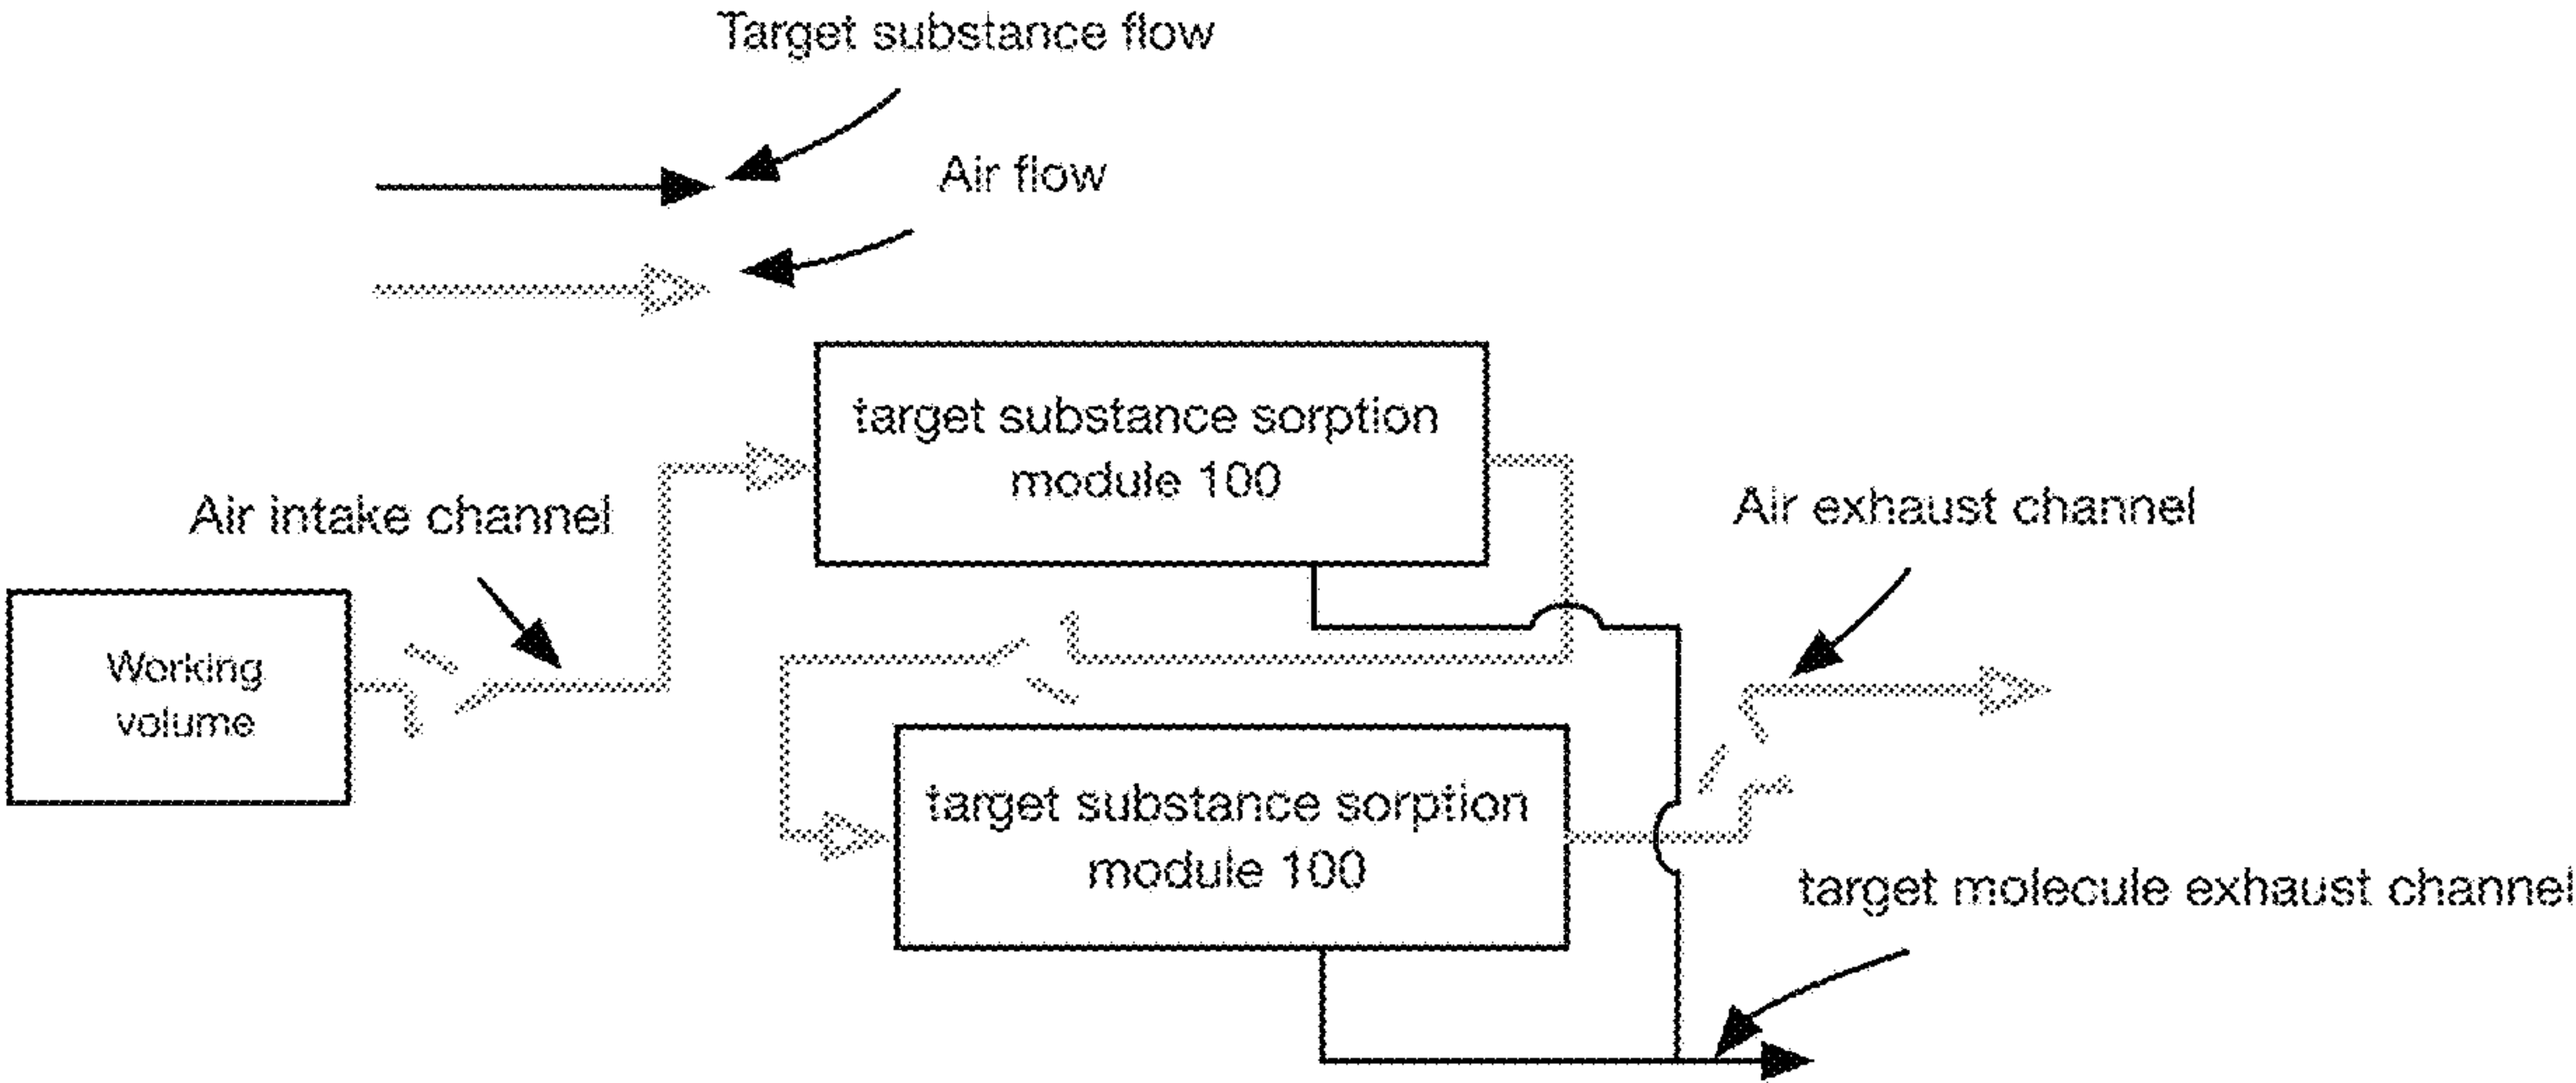 Target substance flow
Air flow
target substance sorption
module 100
Air intake channel
Air exhaust channel
Working
volume
target substance sorption
module 100
target molecule exhaust channel